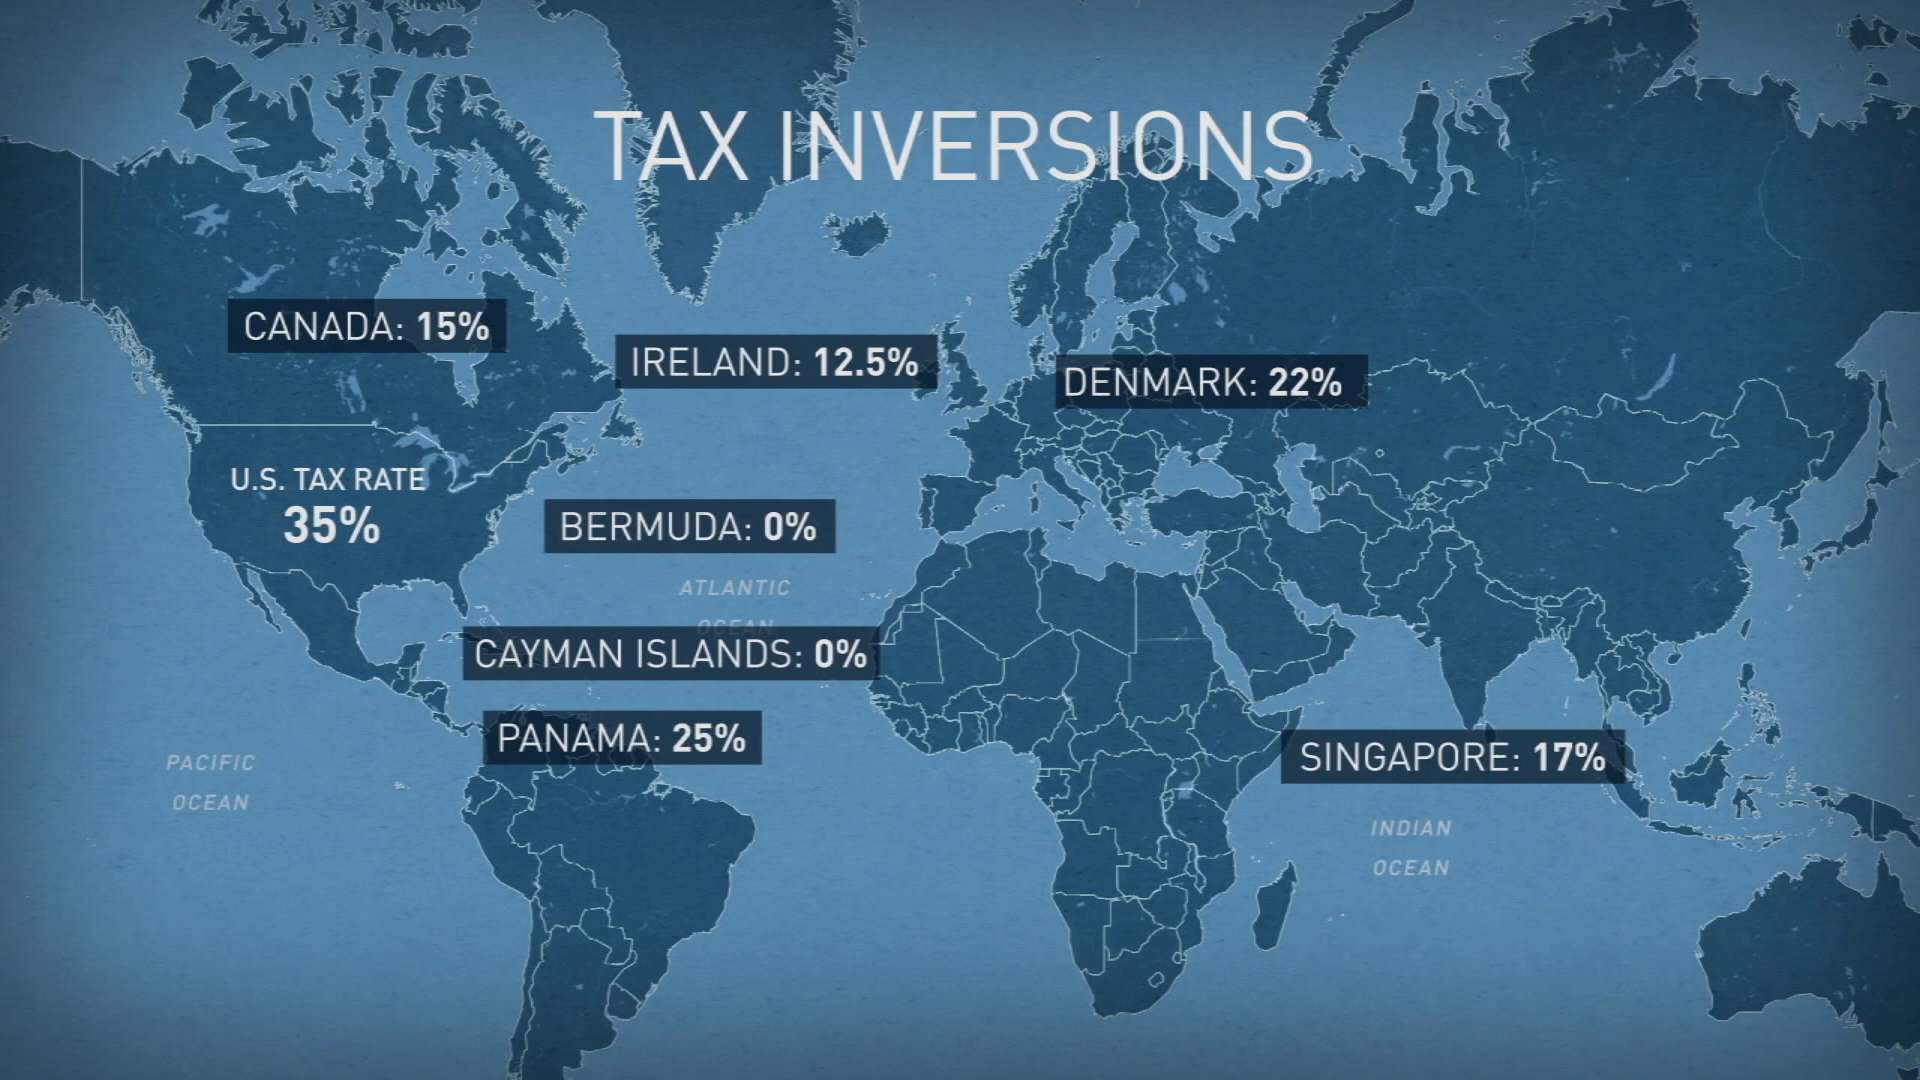 TAX INVERSIONS
CANADA: 15%
IRELAND: 12.5%
DENMARK: 22%
U.S. TAX RATE
35%
BERMUDA: 0%
ATLANTIC
OCEAN
CAYMAN ISLANDS: 0%
PANAMA: 25%
SINGAPORE: 17%
PACIFIC
OCEAN
INDIAN
OCEAN